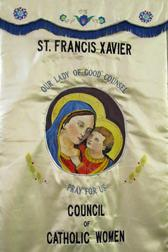 ST. FRANCIS XAVIER
OUR LADY OF GOOD COUNSEL
PRAY FOR US
COUNCIL
OF
CATHOLIC WOMEN